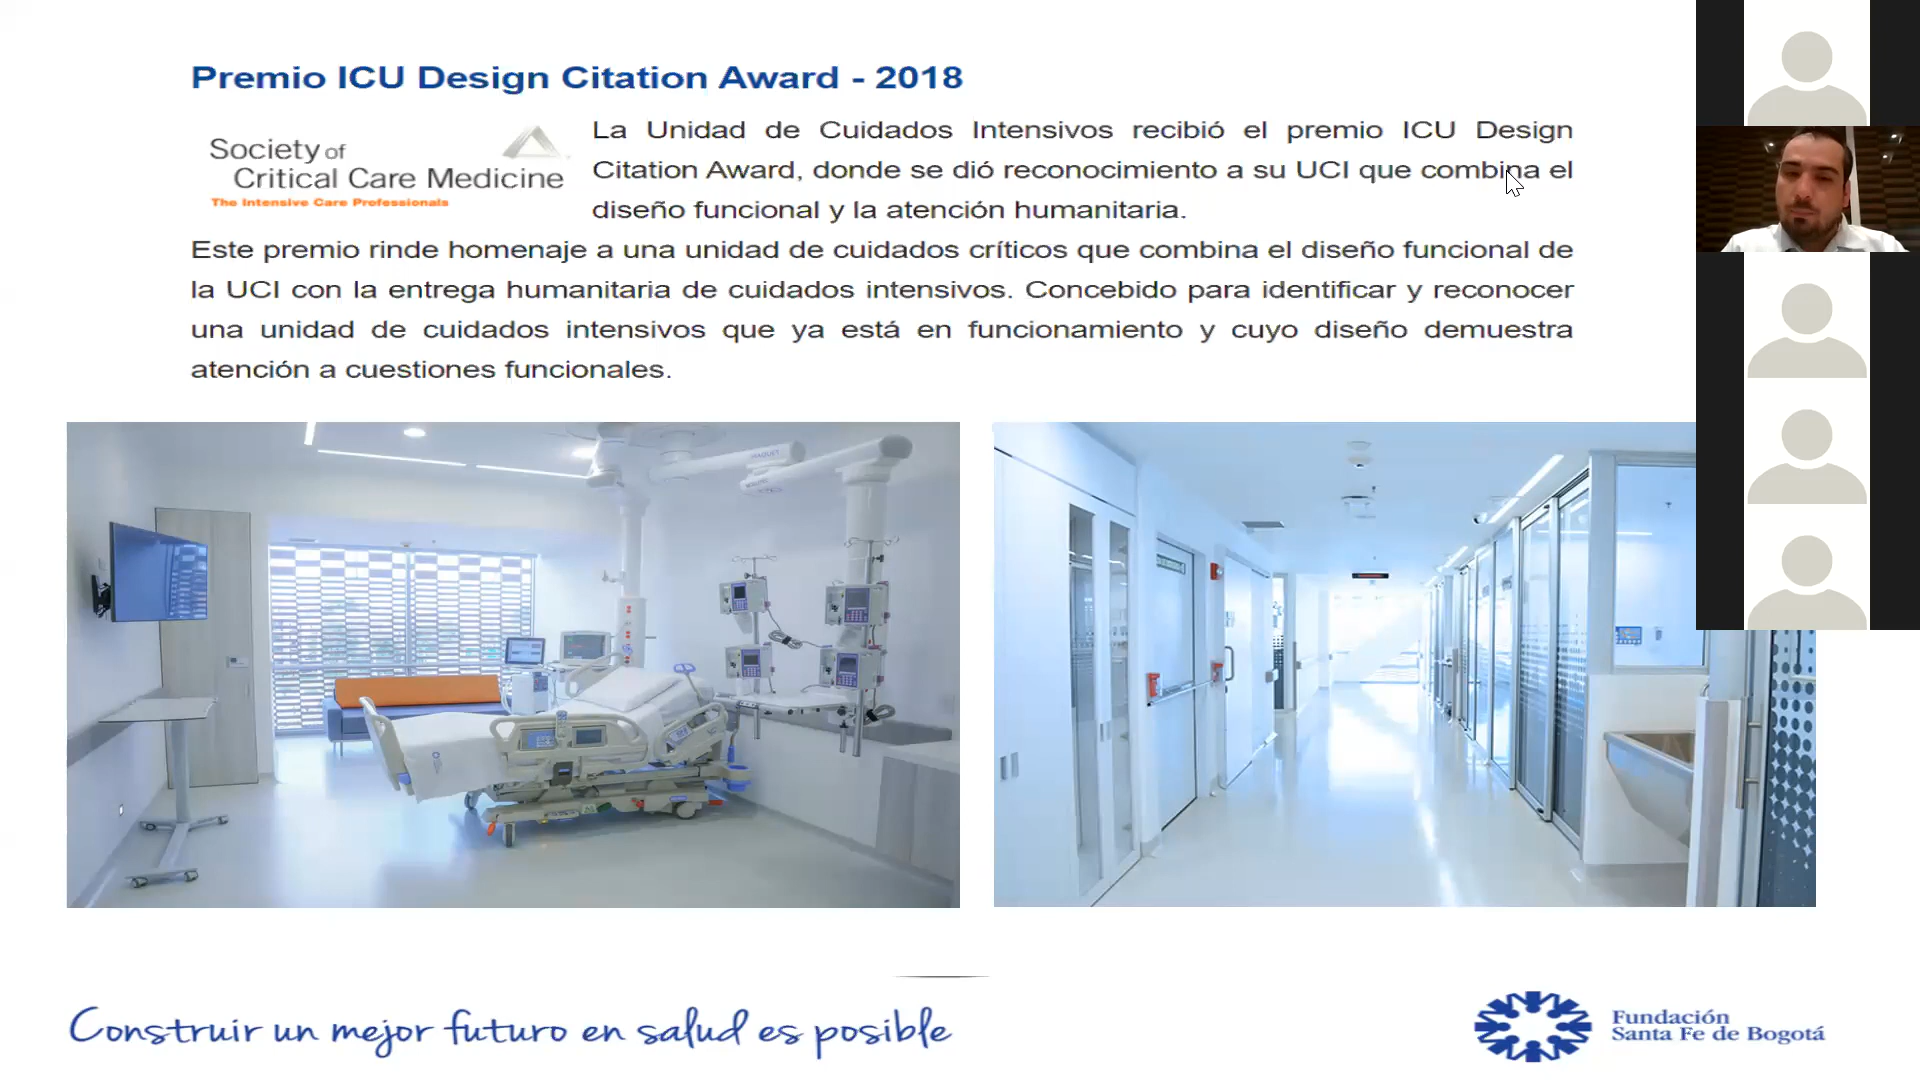 Premio ICU Design Citation Award - 2018
Society of
Critical Care Medicine
The Intensive Care Professionals
La Unidad de Cuidados Intensivos recibió el premio ICU Design
Citation Award, donde se dió reconocimiento a su UCI que combina el
diseño funcional y la atención humanitaria.
Este premio rinde homenaje a una unidad de cuidados críticos que combina el diseño funcional de
la UCI con la entrega humanitaria de cuidados intensivos. Concebido para identificar y reconocer
una unidad de cuidados intensivos que ya está en funcionamiento y cuyo diseño demuestra
atención a cuestiones funcionales.
MAQUET
Construir un mejor futuro en salud es posible
Fundación
Santa Fe de Bogotá